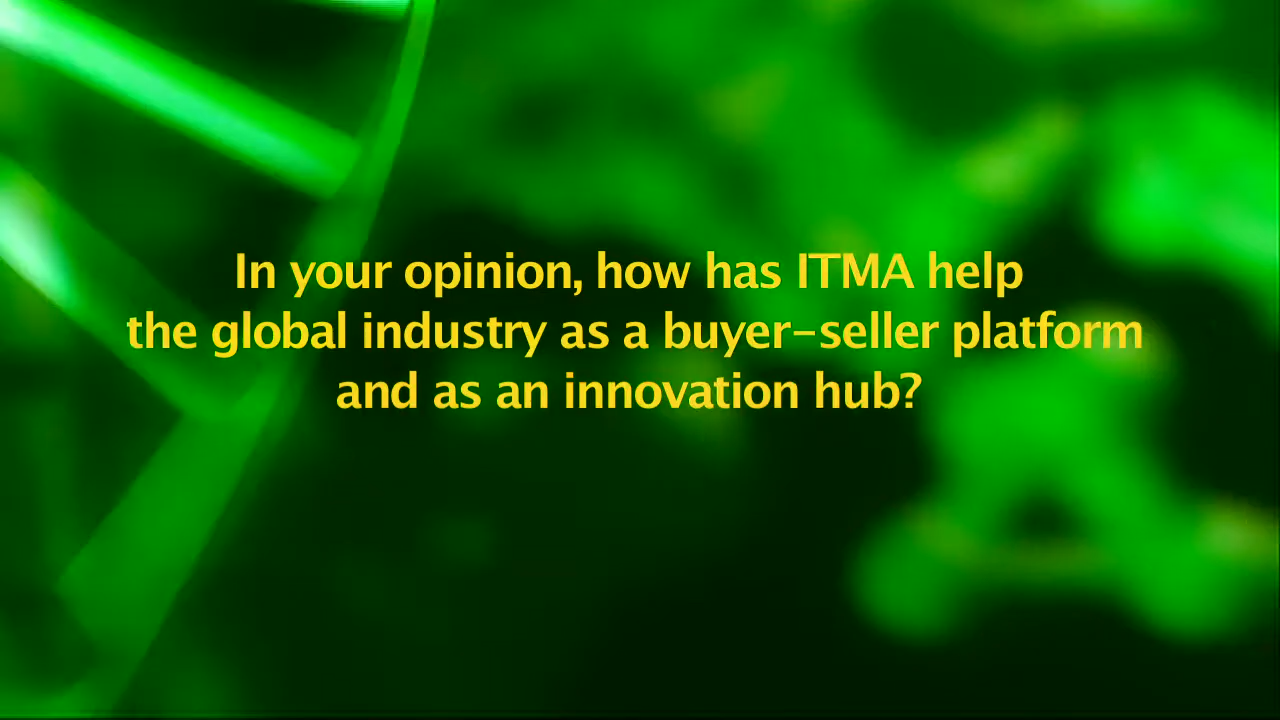 In your opinion, how has ITMA help
the global industry as a buyer-seller platform
and as an innovation hub?